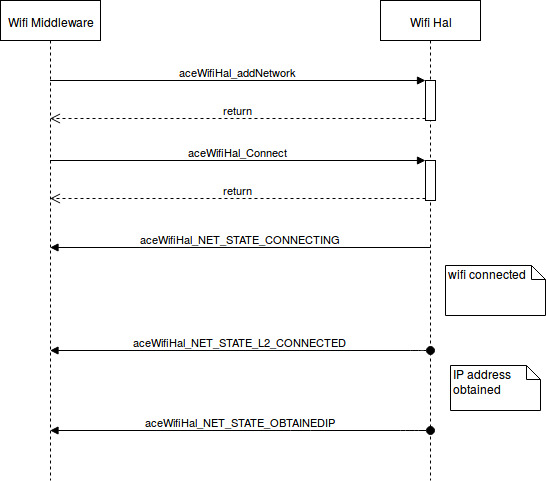 Wifi Middleware
Wifi Hal
aceWifiHal_addNetwork
return
aceWifiHal_Connect
return
aceWifiHal_NET_STATE_CONNECTING
wifi connected
aceWifiHal_NET_STATE_L2_CONNECTED
IP address
obtained
aceWifiHal_NET_STATE_OBTAINEDIP